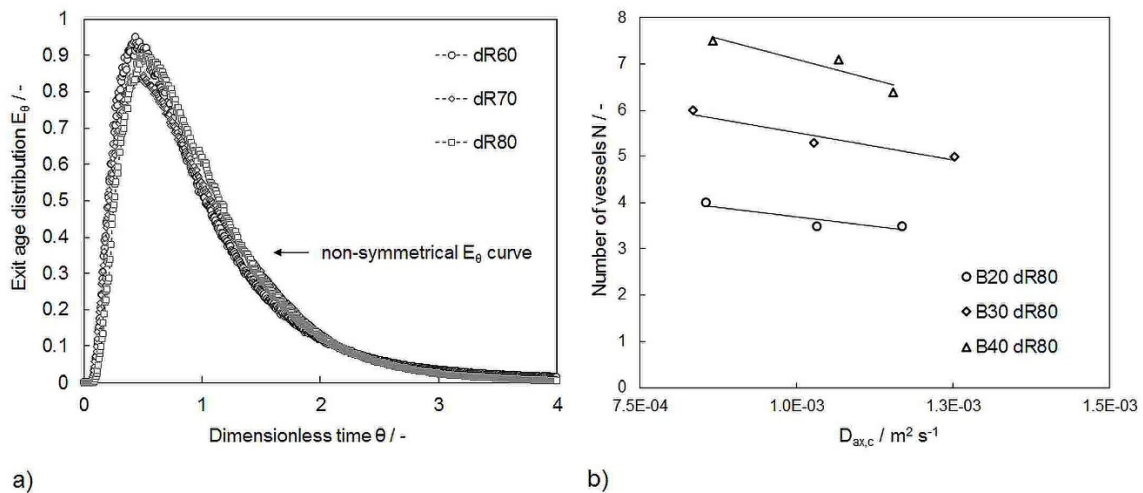 1
0.9
0.8
0.7
0.6
0.5
0.4
0.3
0.2
0.1
0
Exit age distribution Eθ / -
dR60
dR70
dR80
non-symmetrical Eθ curve
0 1 2 3 4
Dimensionless time θ / -
a)
8
7
6
5
4
3
2
1
0
Number of vessels N / -
B20 dR80
B30 dR80
B40 dR80
7.5E-04 1.0E-03 1.3E-03 1.5E-03
Dax,c / m² s⁻¹
b)